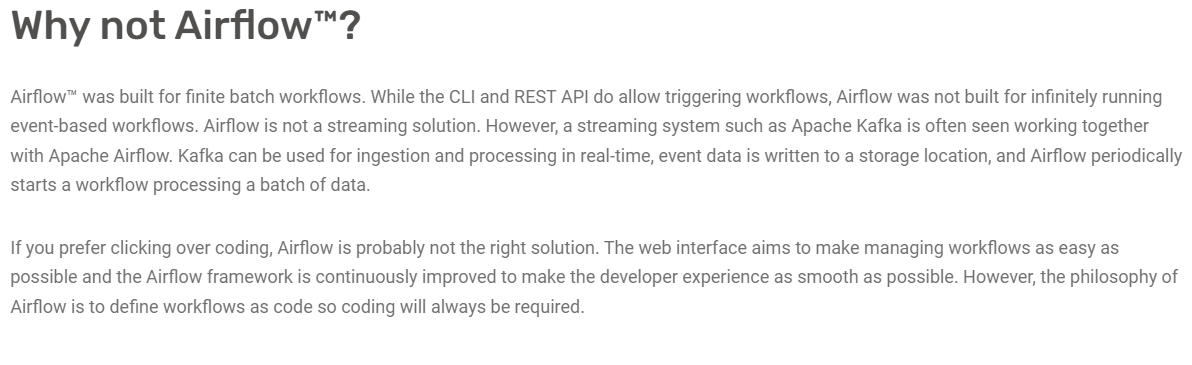 Why not Airflow™?
Airflow™ was built for finite batch workflows. While the CLI and REST API do allow triggering workflows, Airflow was not built for infinitely running
event-based workflows. Airflow is not a streaming solution. However, a streaming system such as Apache Kafka is often seen working together
with Apache Airflow. Kafka can be used for ingestion and processing in real-time, event data is written to a storage location, and Airflow periodically
starts a workflow processing a batch of data.
If you prefer clicking over coding, Airflow is probably not the right solution. The web interface aims to make managing workflows as easy as
possible and the Airflow framework is continuously improved to make the developer experience as smooth as possible. However, the philosophy of
Airflow is to define workflows as code so coding will always be required.